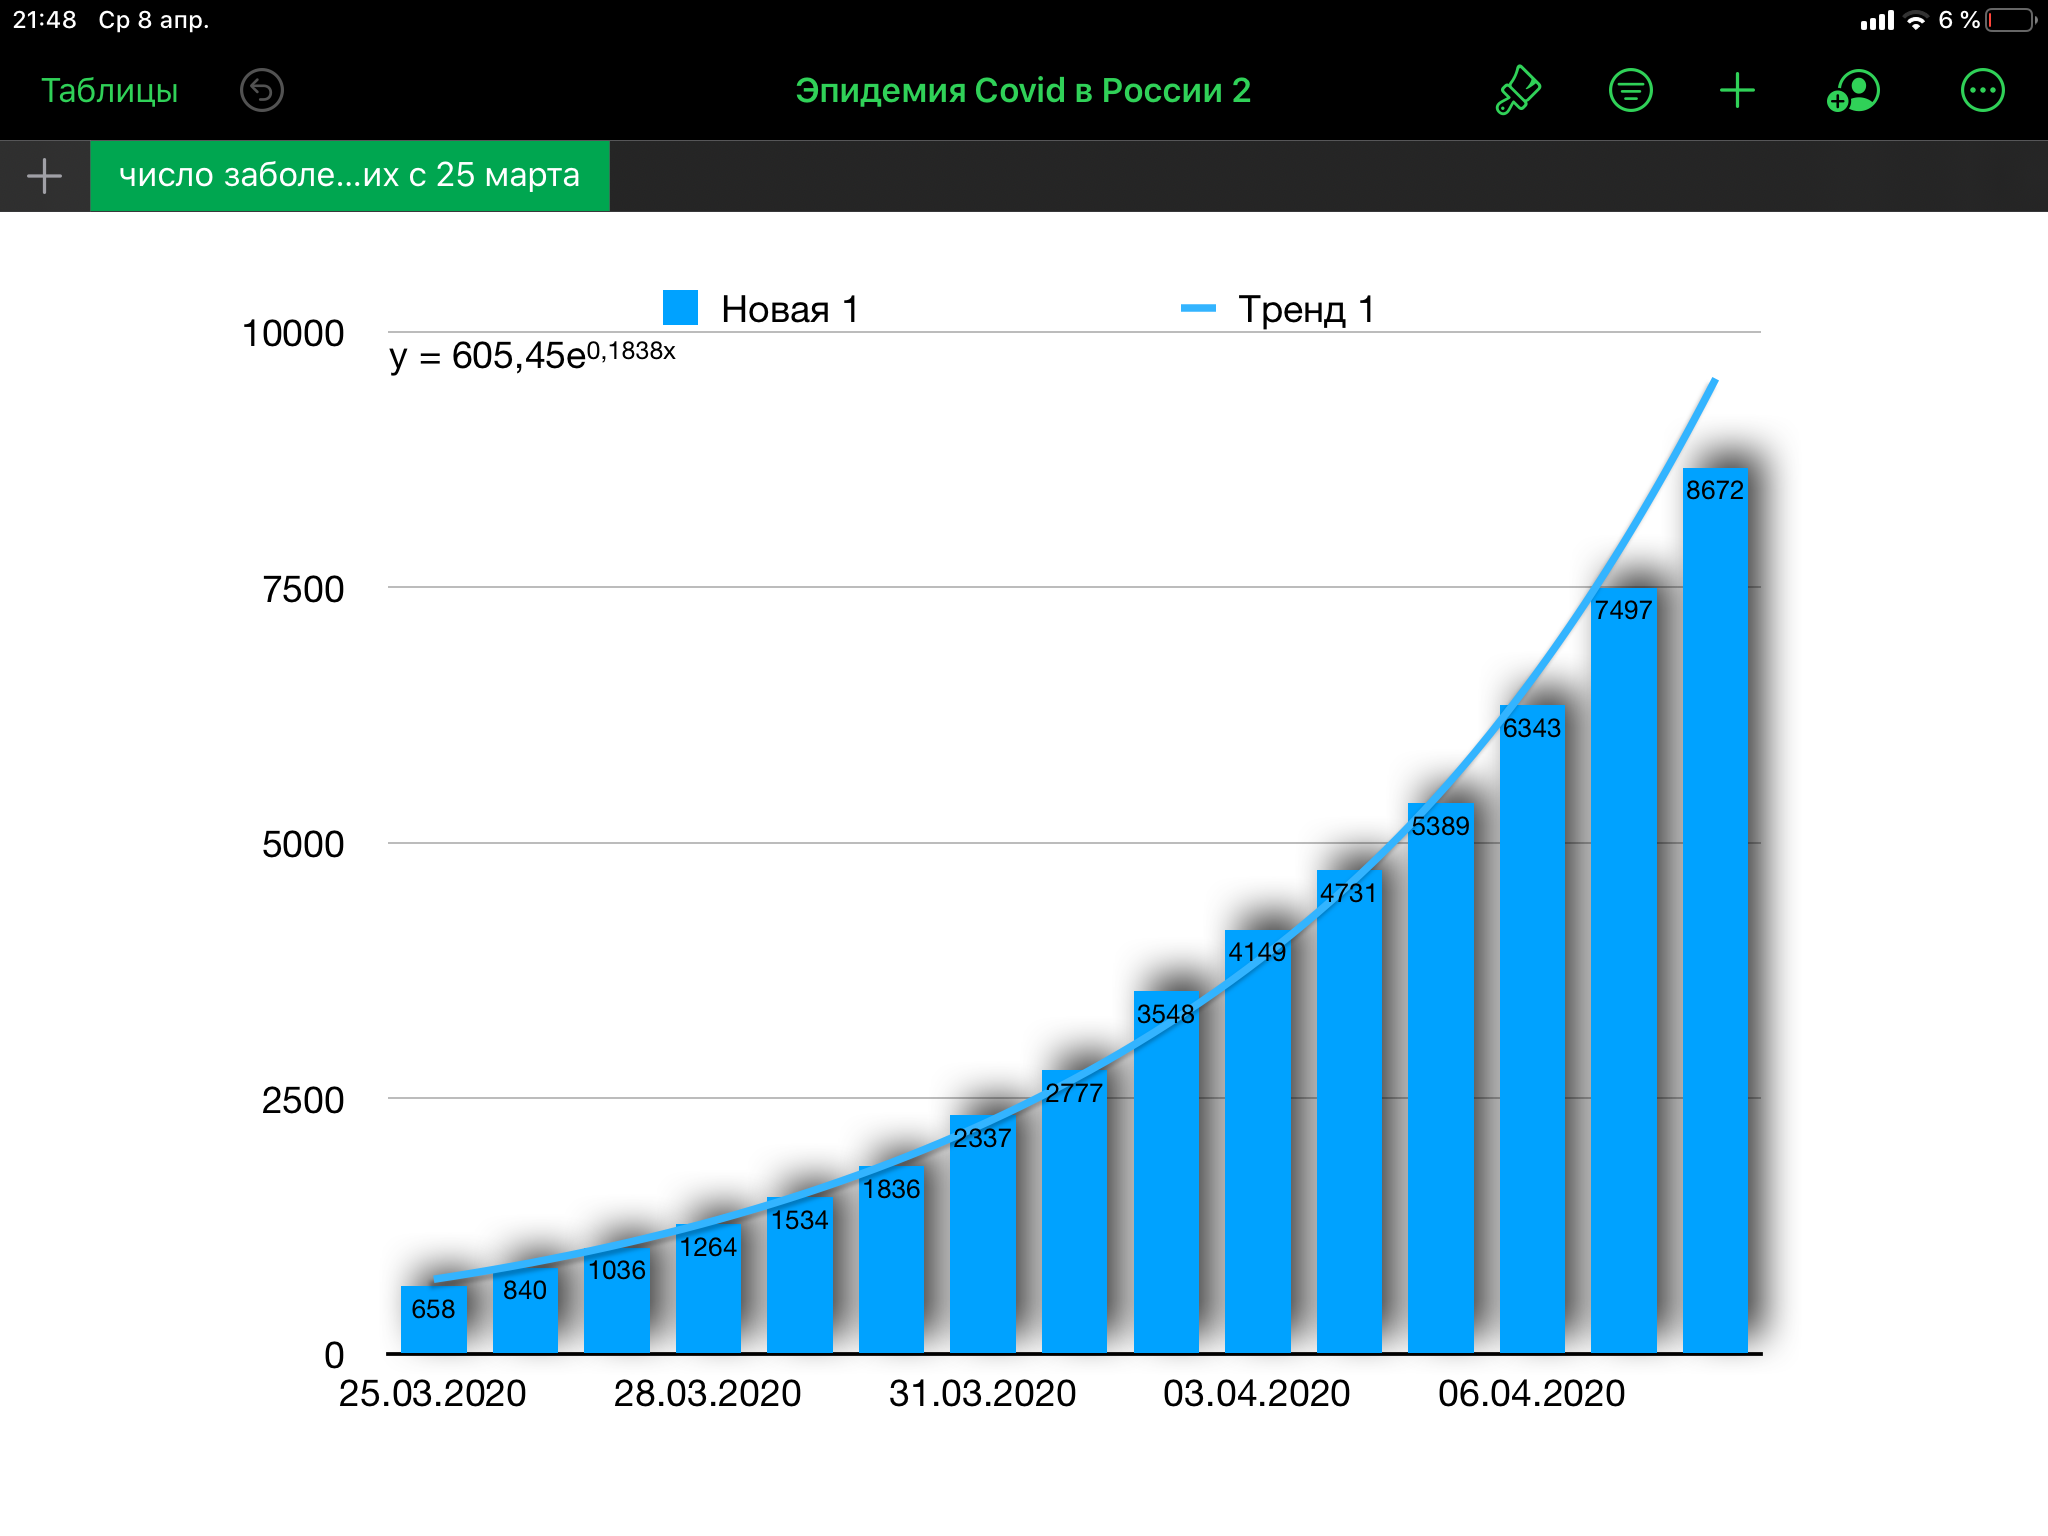 21:48 Ср 8 апр. 6 %
Таблицы Эпидемия Covid в России 2
число заболе...их с 25 марта
Новая 1 Тренд 1
10000
y = 605,45e^0,1838x
7500
5000
2500
0
658 840 1036 1264 1534 1836 2337 2777 3548 4149 4731 5389 6343 7497 8672
25.03.2020 28.03.2020 31.03.2020 03.04.2020 06.04.2020